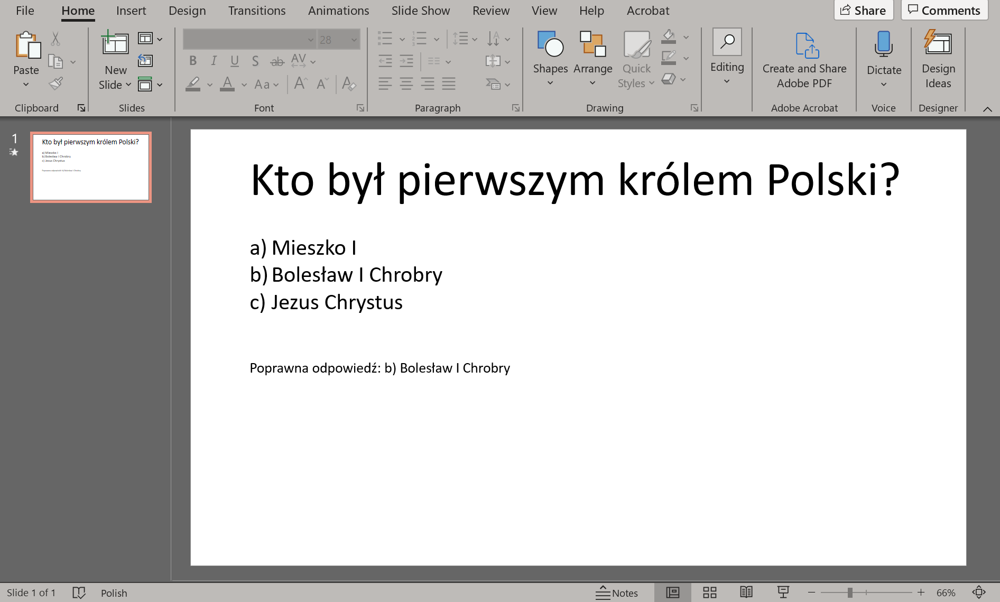 File Home Insert Design Transitions Animations Slide Show Review View Help Acrobat Share Comments
Paste
New
Slide
28
B I U S ab AV
A Aa A A A
Shapes Arrange Quick
Styles
Editing
Create and Share
Adobe PDF
Dictate
Design
Ideas
Clipboard Slides Font Paragraph Drawing Adobe Acrobat Voice Designer
1
Kto był pierwszym królem Polski?
a) Mieszko I
b) Bolesław I Chrobry
c) Jezus Chrystus
Poprawna odpowiedź: b) Bolesław I Chrobry
Kto był pierwszym królem Polski?
a) Mieszko I
b) Bolesław I Chrobry
c) Jezus Chrystus
Poprawna odpowiedź: b) Bolesław I Chrobry
Slide 1 of 1 Polish Notes 66%